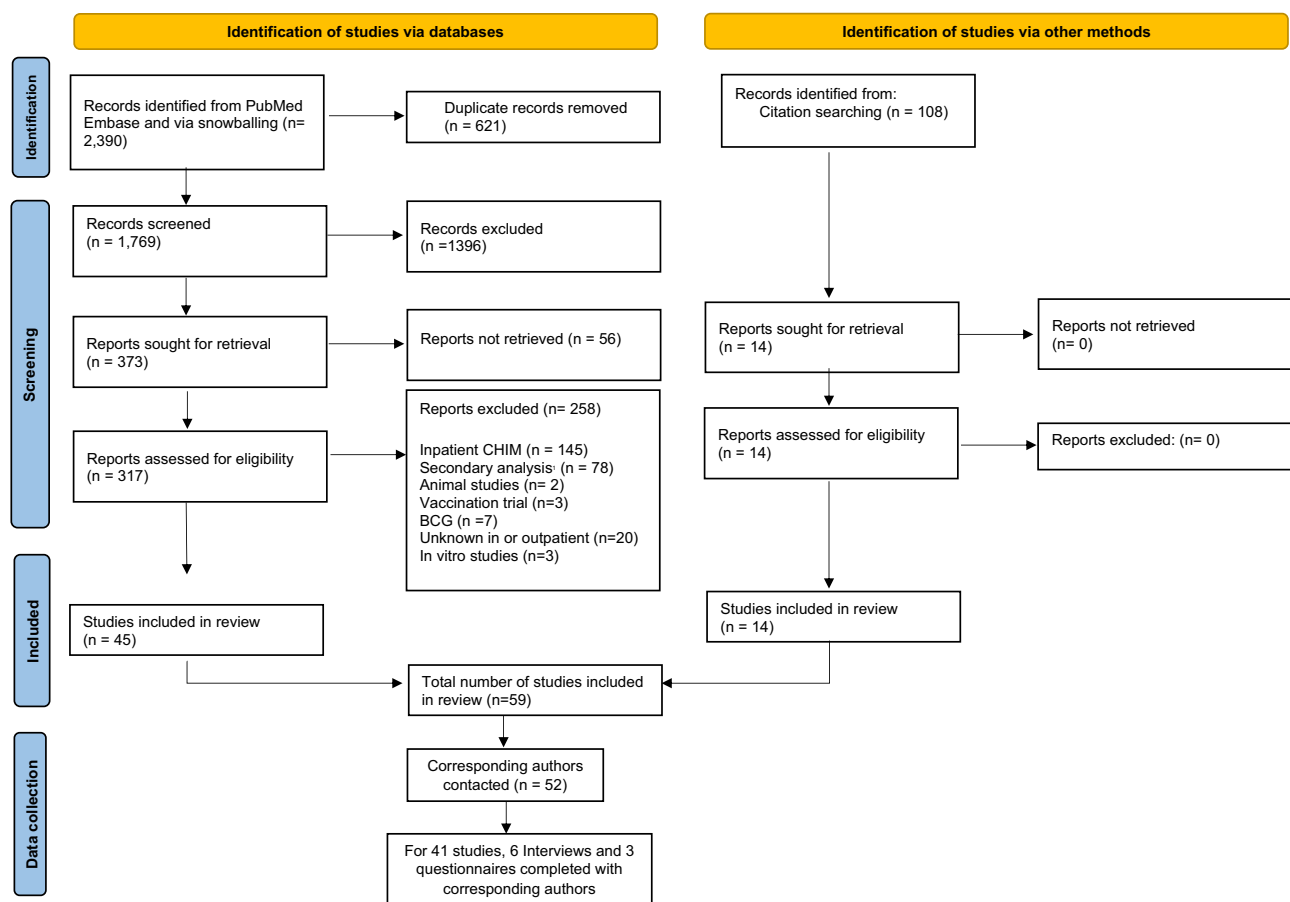 Identification of studies via databases
Identification of studies via other methods
Identification
Records identified from PubMed
Embase and via snowballing (n=
2,390)
Duplicate records removed
(n = 621)
Records identified from:
Citation searching (n = 108)
Screening
Records screened
(n = 1,769)
Records excluded
(n =1396)
Reports sought for retrieval
(n = 373)
Reports not retrieved (n = 56)
Reports sought for retrieval
(n = 14)
Reports not retrieved
(n= 0)
Reports assessed for eligibility
(n = 317)
Reports excluded (n= 258)
Inpatient CHIM (n = 145)
Secondary analysis (n = 78)
Animal studies (n= 2)
Vaccination trial (n=3)
BCG (n =7)
Unknown in or outpatient (n=20)
In vitro studies (n=3)
Reports assessed for eligibility
(n = 14)
Reports excluded: (n= 0)
Included
Studies included in review
(n = 45)
Studies included in review
(n = 14)
Total number of studies included
in review (n=59)
Data collection
Corresponding authors
contacted (n = 52)
For 41 studies, 6 Interviews and 3
questionnaires completed with
corresponding authors